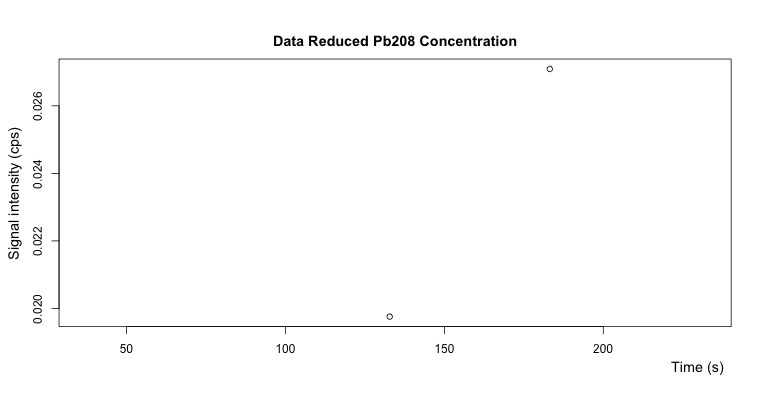 Data Reduced Pb208 Concentration
Signal intensity (cps)
0.026
0.024
0.022
0.020
50 100 150 200
Time (s)